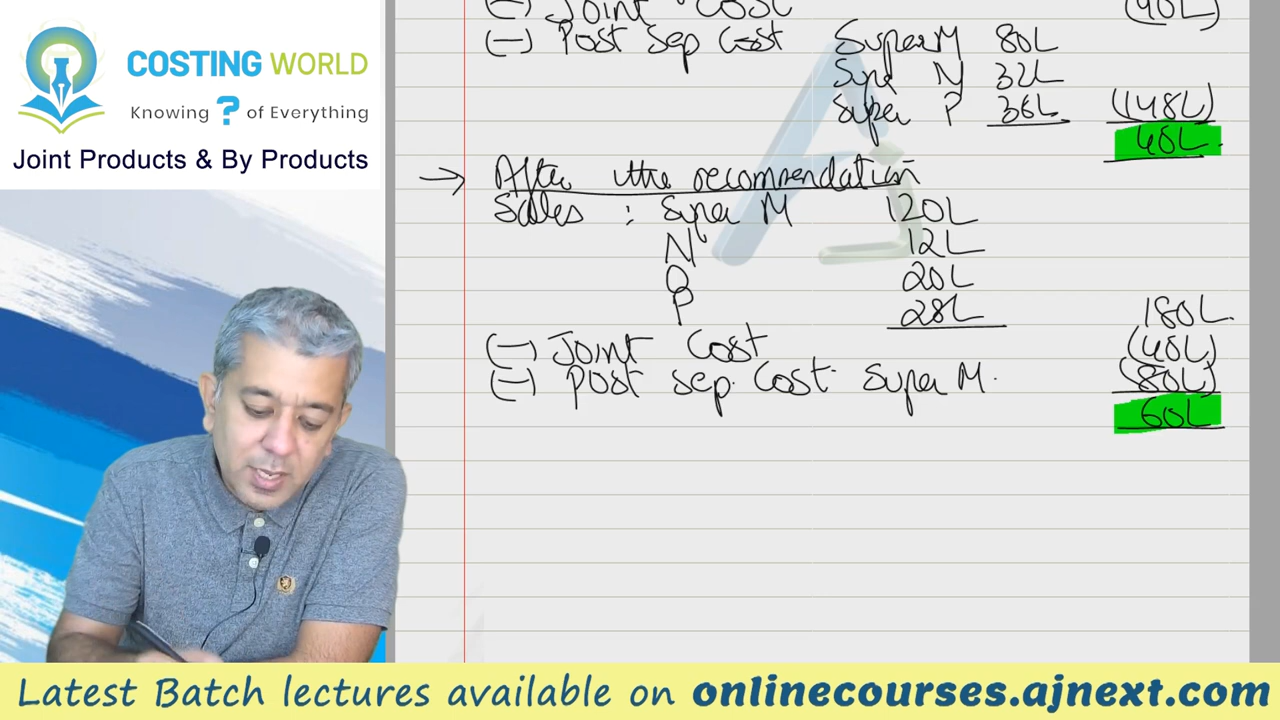 COSTING WORLD
Knowing ? of Everything
Joint Products & By Products
(-) Joint Cost (40L)
(-) Post Sep Cost Super M 80L
Super N 32L
Super P 36L (148L)
40L
→ After the recommendation
Sales : Super M 120L
N 12L
O 20L
P 28L 180L
(-) Joint Cost (40L)
(-) Post Sep. Cost Super M. (80L)
60L
Latest Batch lectures available on onlinecourses.ajnext.com